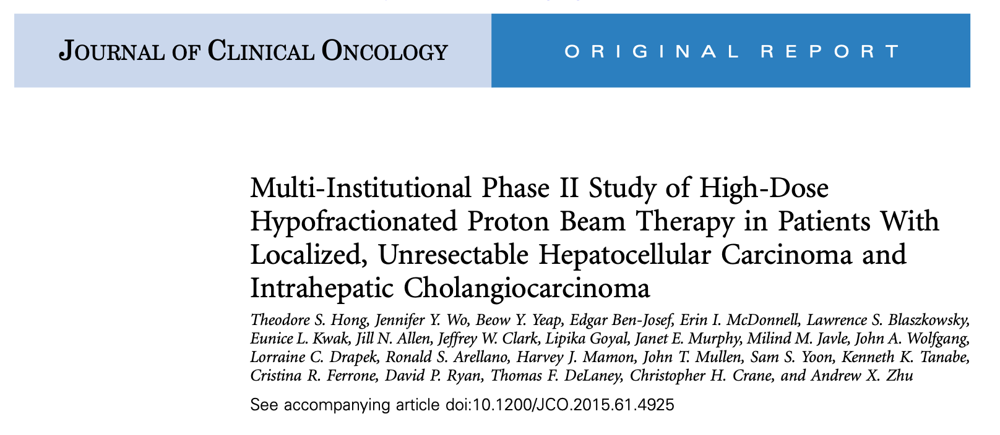 JOURNAL OF CLINICAL ONCOLOGY
ORIGINAL REPORT
Multi-Institutional Phase II Study of High-Dose
Hypofractionated Proton Beam Therapy in Patients With
Localized, Unresectable Hepatocellular Carcinoma and
Intrahepatic Cholangiocarcinoma
Theodore S. Hong, Jennifer Y. Wo, Beow Y. Yeap, Edgar Ben-Josef, Erin I. McDonnell, Lawrence S. Blaszkowsky,
Eunice L. Kwak, Jill N. Allen, Jeffrey W. Clark, Lipika Goyal, Janet E. Murphy, Milind M. Javle, John A. Wolfgang,
Lorraine C. Drapek, Ronald S. Arellano, Harvey J. Mamon, John T. Mullen, Sam S. Yoon, Kenneth K. Tanabe,
Cristina R. Ferrone, David P. Ryan, Thomas F. DeLaney, Christopher H. Crane, and Andrew X. Zhu
See accompanying article doi:10.1200/JCO.2015.61.4925